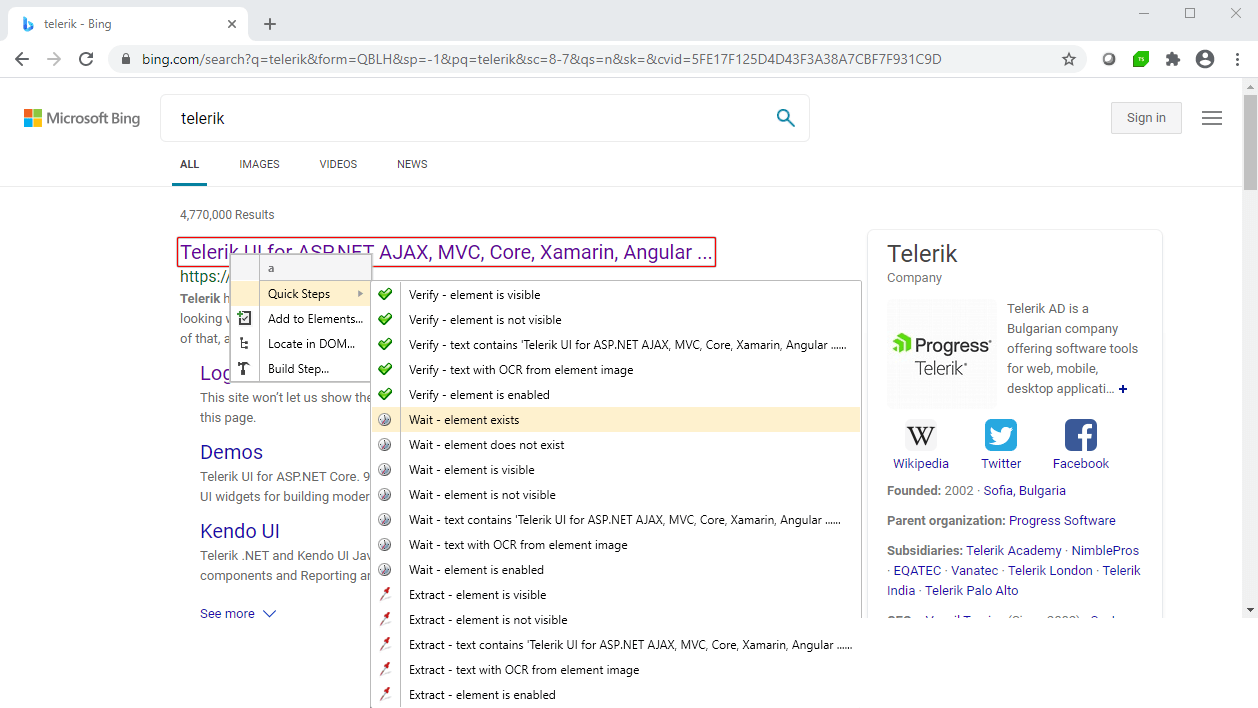 telerik - Bing
bing.com/search?q=telerik&form=QBLH&sp=-1&pq=telerik&sc=8-7&qs=n&sk=&cvid=5FE17F125D4D43F3A38A7CBF7F931C9D
TS
Microsoft Bing
telerik
Sign in
ALL IMAGES VIDEOS NEWS
4,770,000 Results
Telerik UI for ASP.NET AJAX, MVC, Core, Xamarin, Angular ...
https:/
Telerik
looking
of that, a
This site won't let us show the
this page.
Demos
Telerik UI for ASP.NET Core. 9
UI widgets for building moder
Kendo UI
Telerik .NET and Kendo UI Jav
components and Reporting ar
See more
a
Quick Steps
Add to Elements...
Locate in DOM...
Build Step...
Verify - element is visible
Verify - element is not visible
Verify - text contains 'Telerik UI for ASP.NET AJAX, MVC, Core, Xamarin, Angular ......
Verify - text with OCR from element image
Verify - element is enabled
Wait - element exists
Wait - element does not exist
Wait - element is visible
Wait - element is not visible
Wait - text contains 'Telerik UI for ASP.NET AJAX, MVC, Core, Xamarin, Angular ......
Wait - text with OCR from element image
Wait - element is enabled
Extract - element is visible
Extract - element is not visible
Extract - text contains 'Telerik UI for ASP.NET AJAX, MVC, Core, Xamarin, Angular ......
Extract - text with OCR from element image
Extract - element is enabled
Telerik
Company
Progress®
Telerik®
Telerik AD is a
Bulgarian company
offering software tools
for web, mobile,
desktop applicati... +
W
Wikipedia Twitter Facebook
Founded: 2002 · Sofia, Bulgaria
Parent organization: Progress Software
Subsidiaries: Telerik Academy · NimblePros
· EQATEC · Vanatec · Telerik London · Telerik
India · Telerik Palo Alto